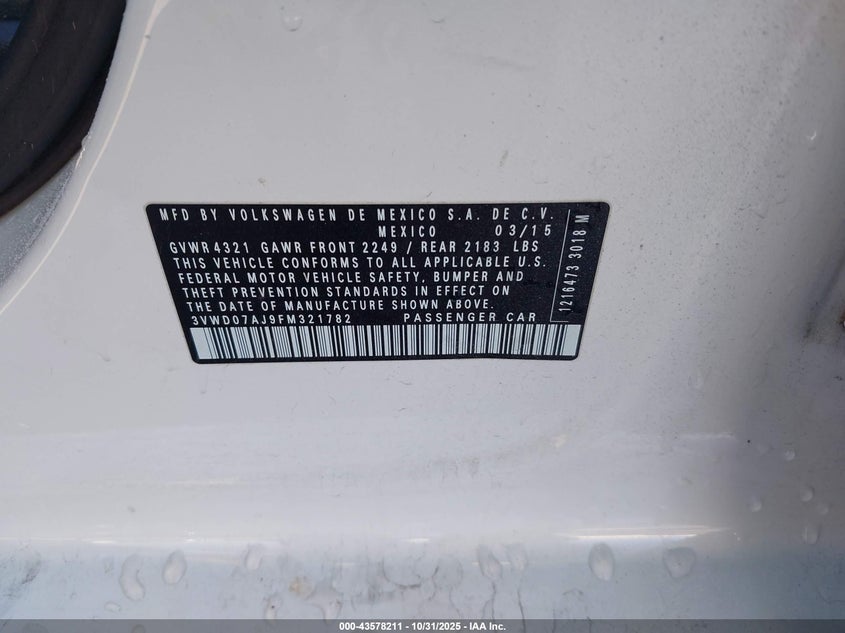 MFD BY VOLKSWAGEN DE MEXICO S.A. DE C.V.
MEXICO 03/15
GVWR 4321 GAWR FRONT 2249 / REAR 2183 LBS
THIS VEHICLE CONFORMS TO ALL APPLICABLE U.S.
FEDERAL MOTOR VEHICLE SAFETY, BUMPER AND
THEFT PREVENTION STANDARDS IN EFFECT ON
THE DATE OF MANUFACTURE SHOWN ABOVE.
3VWD07AJ9FM321782 PASSENGER CAR
1216473 3018 M
000-43578211 - 10/31/2025 - IAA Inc.